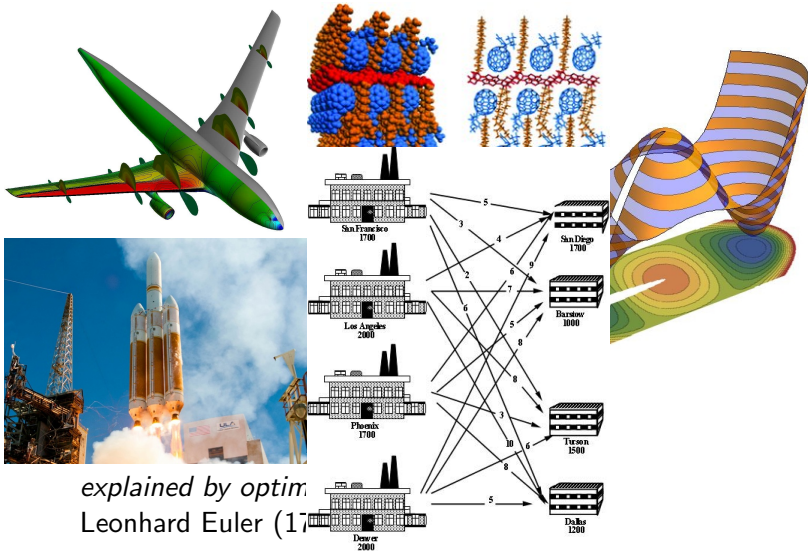 San Francisco
1700
Los Angeles
2000
Phoenix
1700
Denver
2000
5
3
2
4
7
6
6
9
5
8
8
3
10
6
8
5
San Diego
1700
Barstow
1000
Tucson
1500
Dallas
1200
explained by optim
Leonhard Euler (17